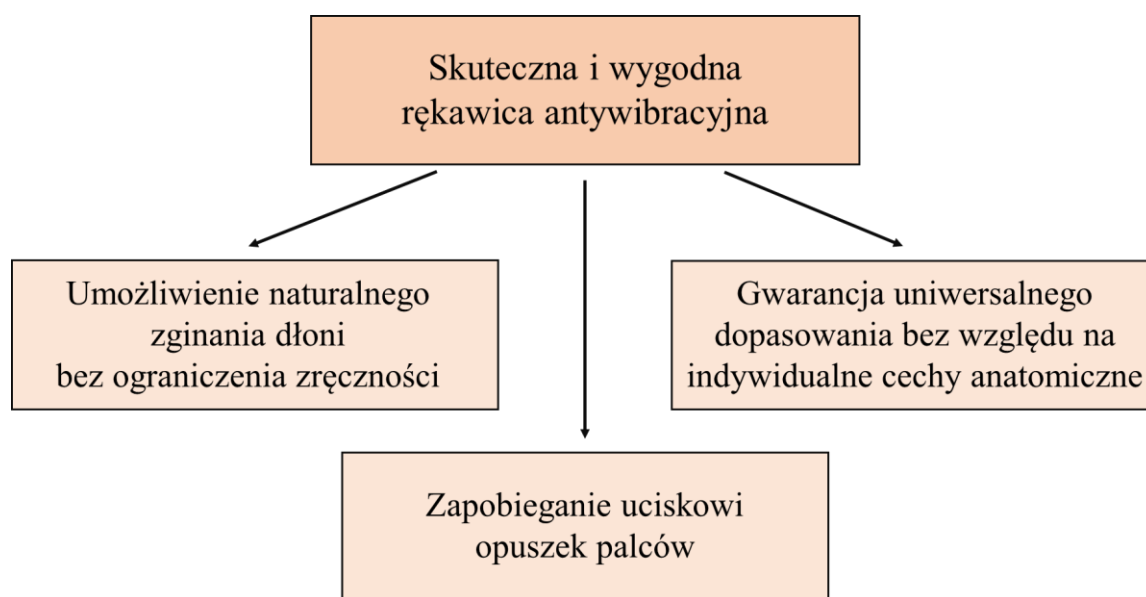 Skuteczna i wygodna
rękawica antywibracyjna
Umożliwienie naturalnego
zginania dłoni
bez ograniczenia zręczności
Gwarancja uniwersalnego
dopasowania bez względu na
indywidualne cechy anatomiczne
Zapobieganie uciskowi
opuszek palców